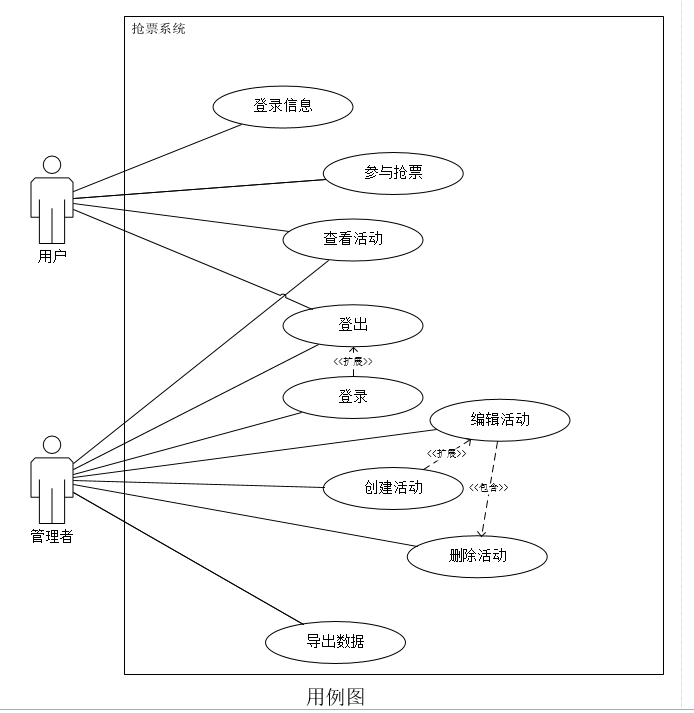 抢票系统
登录信息
参与抢票
用户
查看活动
登出
<<扩展>>
登录
编辑活动
<<扩展>>
创建活动
<<包含>>
管理者
删除活动
导出数据
用例图